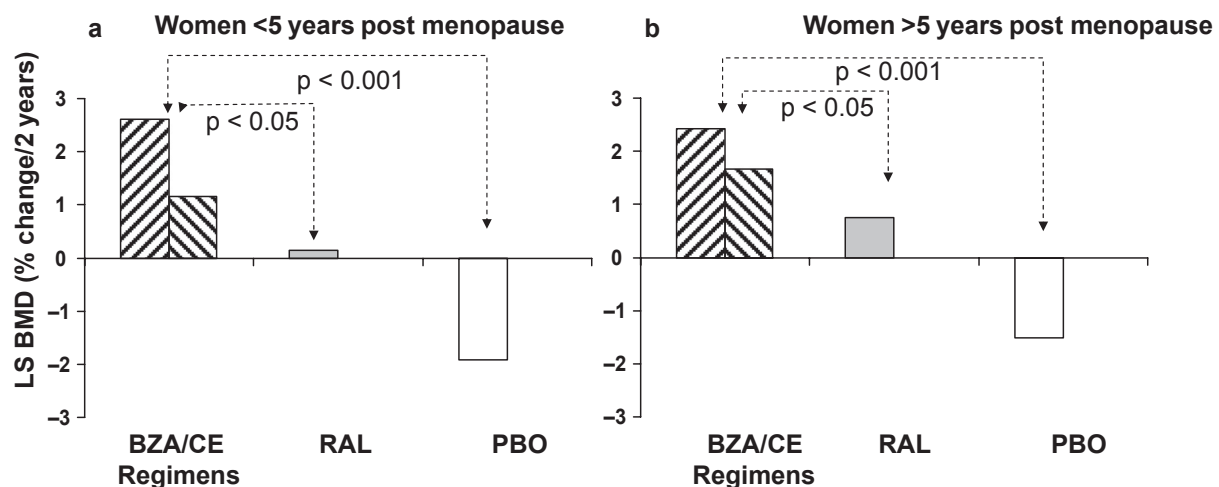 a
Women <5 years post menopause
p < 0.001
p < 0.05
LS BMD (% change/2 years)
3
2
1
0
–1
–2
–3
BZA/CE
Regimens
RAL
PBO
b
Women >5 years post menopause
p < 0.001
p < 0.05
3
2
1
0
–1
–2
–3
BZA/CE
Regimens
RAL
PBO